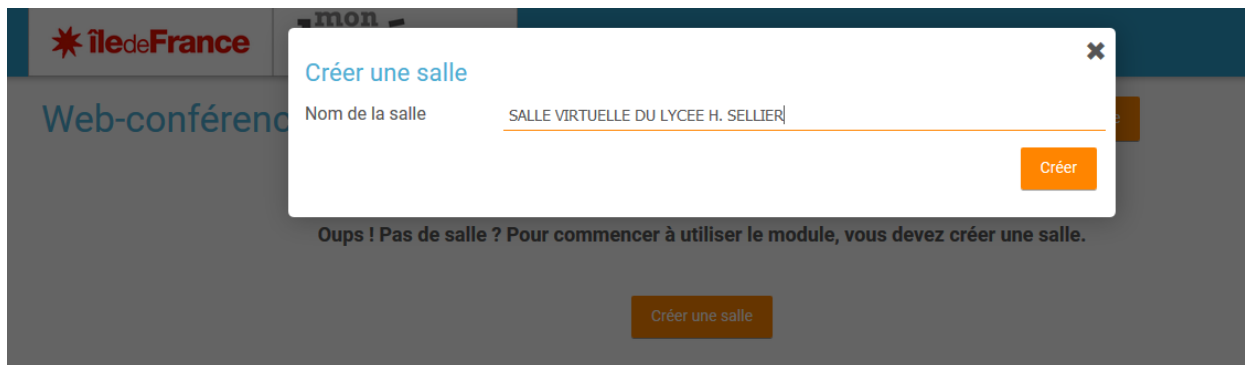 îledeFrance
mon
Web-conférenc
Créer une salle
Nom de la salle
SALLE VIRTUELLE DU LYCEE H. SELLIER
Créer
Oups ! Pas de salle ? Pour commencer à utiliser le module, vous devez créer une salle.
Créer une salle